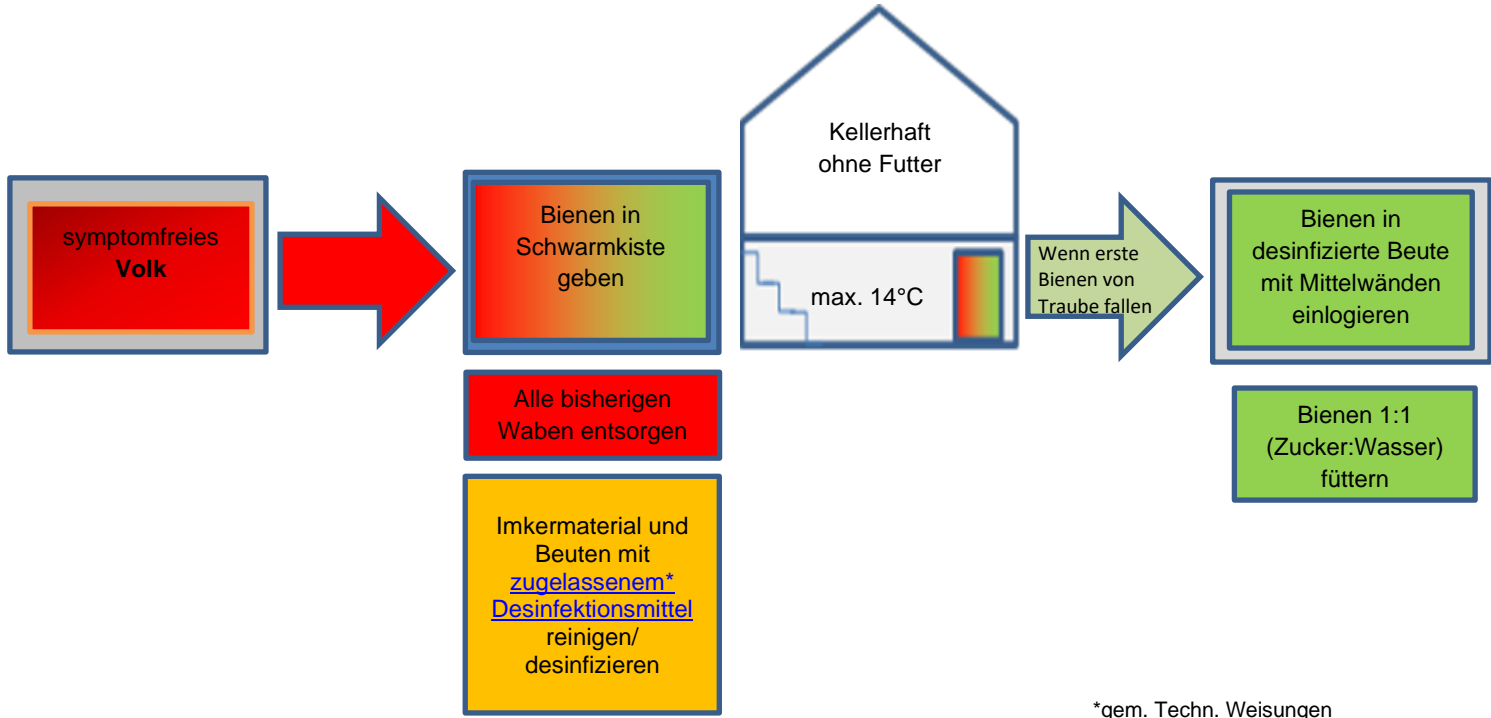 symptomfreies
Volk
Bienen in
Schwarmkiste
geben
Alle bisherigen
Waben entsorgen
Imkermaterial und
Beuten mit
zugelassenem*
Desinfektionsmittel
reinigen/
desinfizieren
Kellerhaft
ohne Futter
max. 14°C
Wenn erste
Bienen von
Traube fallen
Bienen in
desinfizierte Beute
mit Mittelwänden
einlogieren
Bienen 1:1
(Zucker:Wasser)
füttern
*gem. Techn. Weisungen